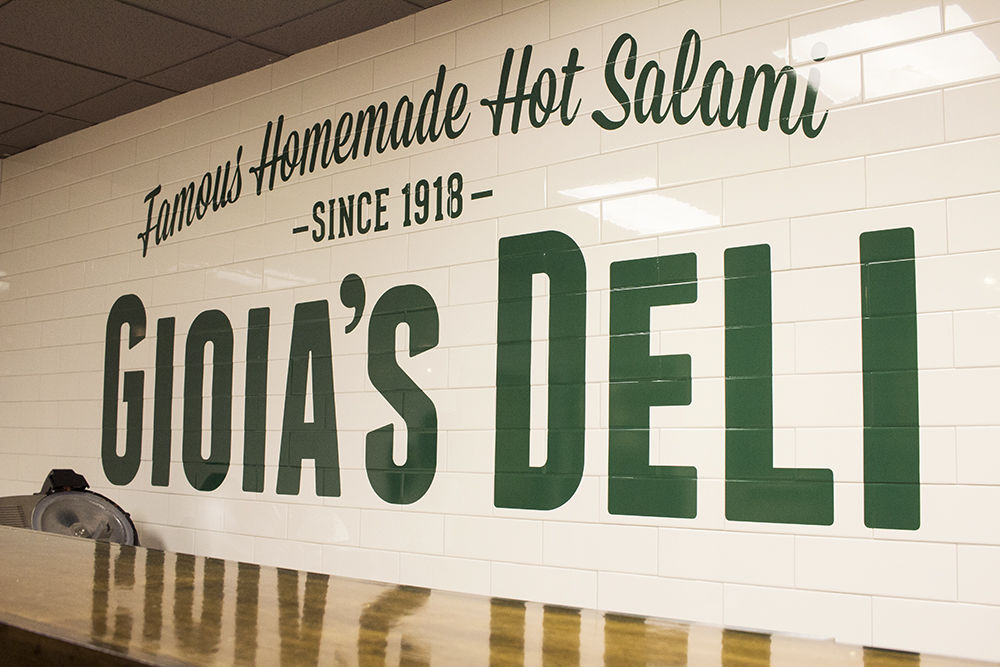 Famous Homemade Hot Salami
-SINCE 1918-
GIOIA'S DELI